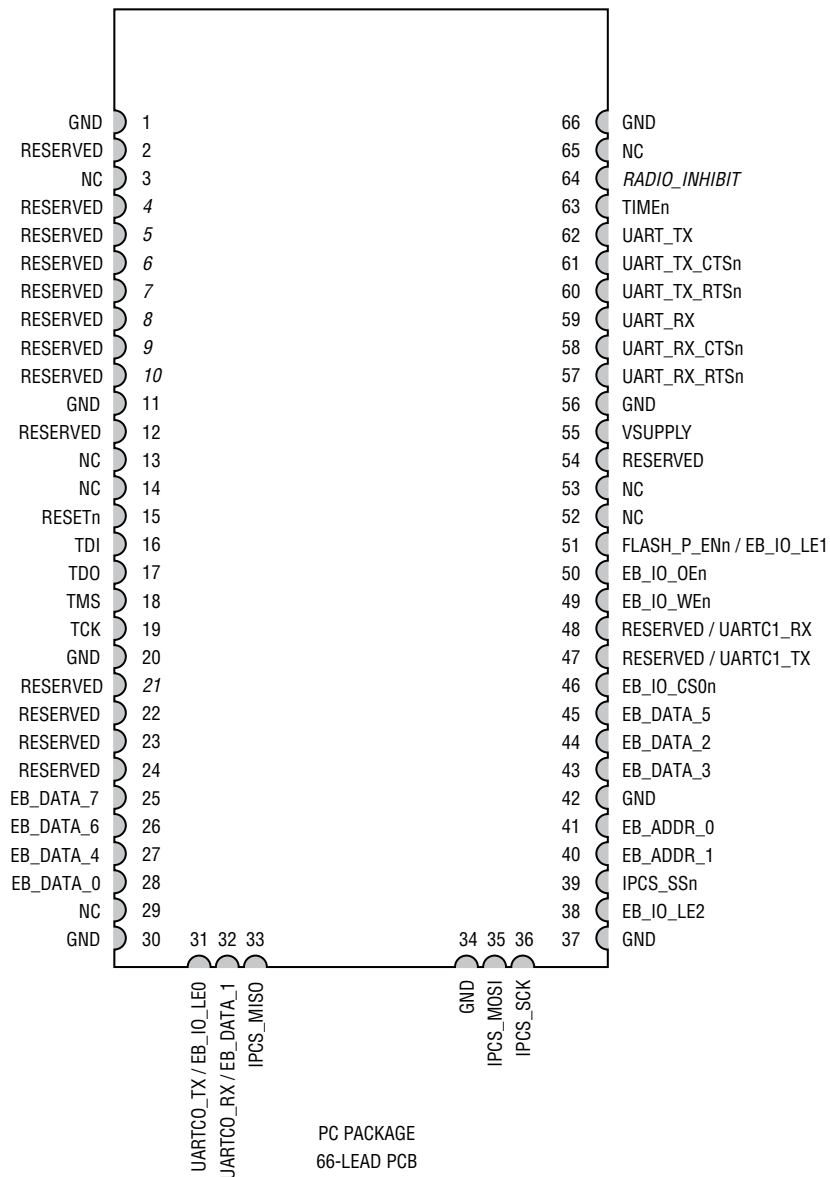 GND 1
RESERVED 2
NC 3
RESERVED 4
RESERVED 5
RESERVED 6
RESERVED 7
RESERVED 8
RESERVED 9
RESERVED 10
GND 11
RESERVED 12
NC 13
NC 14
RESETn 15
TDI 16
TDO 17
TMS 18
TCK 19
GND 20
RESERVED 21
RESERVED 22
RESERVED 23
RESERVED 24
EB_DATA_7 25
EB_DATA_6 26
EB_DATA_4 27
EB_DATA_0 28
NC 29
GND 30
31 UARTC0_TX / EB_IO_LE0
32 UARTC0_RX / EB_DATA_1
33 IPCS_MISO
34 GND
35 IPCS_MOSI
36 IPCS_SCK
66 GND
65 NC
64 RADIO_INHIBIT
63 TIMEn
62 UART_TX
61 UART_TX_CTSn
60 UART_TX_RTSn
59 UART_RX
58 UART_RX_CTSn
57 UART_RX_RTSn
56 GND
55 VSUPPLY
54 RESERVED
53 NC
52 NC
51 FLASH_P_ENn / EB_IO_LE1
50 EB_IO_OEn
49 EB_IO_WEn
48 RESERVED / UARTC1_RX
47 RESERVED / UARTC1_TX
46 EB_IO_CS0n
45 EB_DATA_5
44 EB_DATA_2
43 EB_DATA_3
42 GND
41 EB_ADDR_0
40 EB_ADDR_1
39 IPCS_SSn
38 EB_IO_LE2
37 GND
PC PACKAGE
66-LEAD PCB